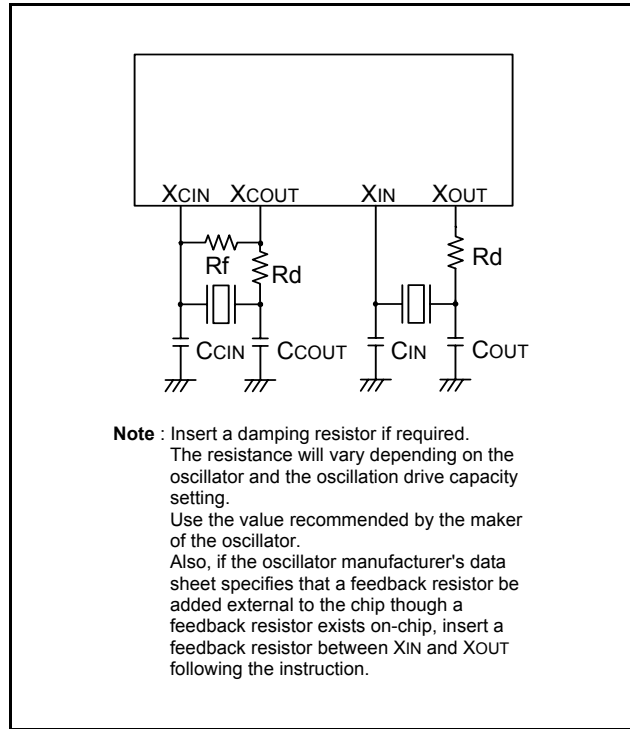 XCIN XCOUT XIN XOUT
Rf Rd Rd
CCIN CCOUT CIN COUT
Note : Insert a damping resistor if required.
The resistance will vary depending on the
oscillator and the oscillation drive capacity
setting.
Use the value recommended by the maker
of the oscillator.
Also, if the oscillator manufacturer's data
sheet specifies that a feedback resistor be
added external to the chip though a
feedback resistor exists on-chip, insert a
feedback resistor between XIN and XOUT
following the instruction.